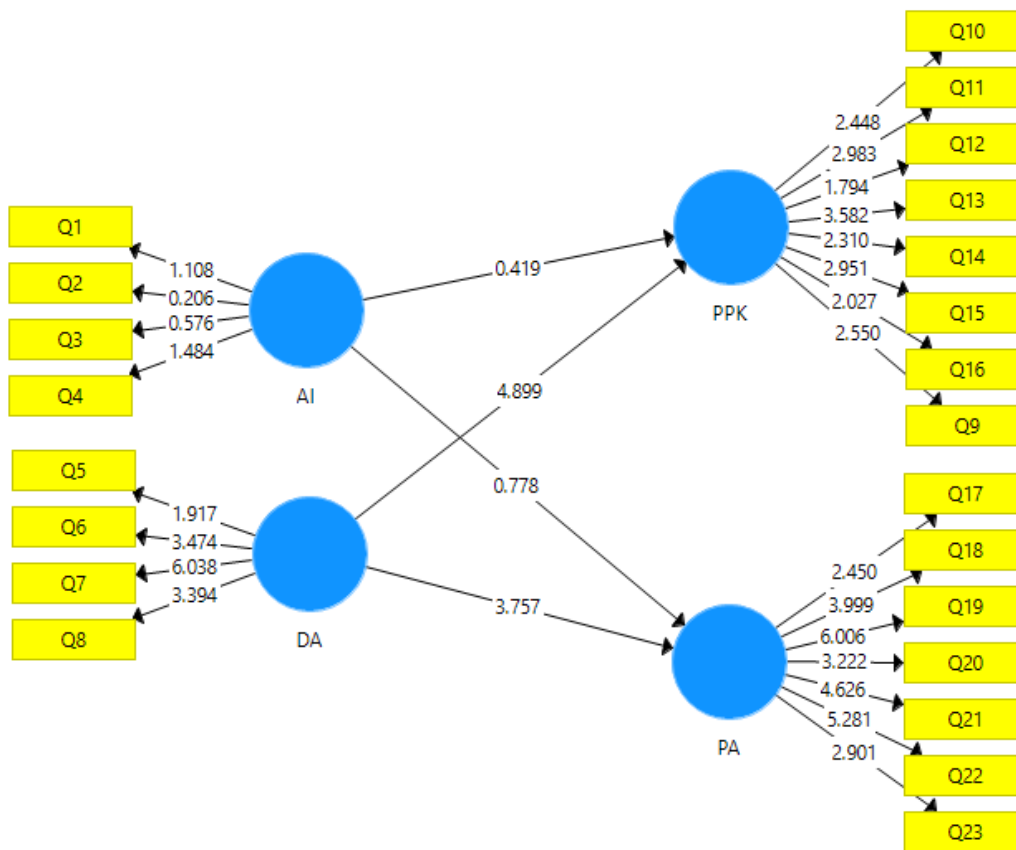 Q1
Q2
Q3
Q4
1.108
0.206
0.576
1.484
AI
Q5
Q6
Q7
Q8
1.917
3.474
6.038
3.394
DA
0.419
4.899
0.778
3.757
PPK
2.448
2.983
1.794
3.582
2.310
2.951
2.027
2.550
Q10
Q11
Q12
Q13
Q14
Q15
Q16
Q9
PA
2.450
3.999
6.006
3.222
4.626
5.281
2.901
Q17
Q18
Q19
Q20
Q21
Q22
Q23